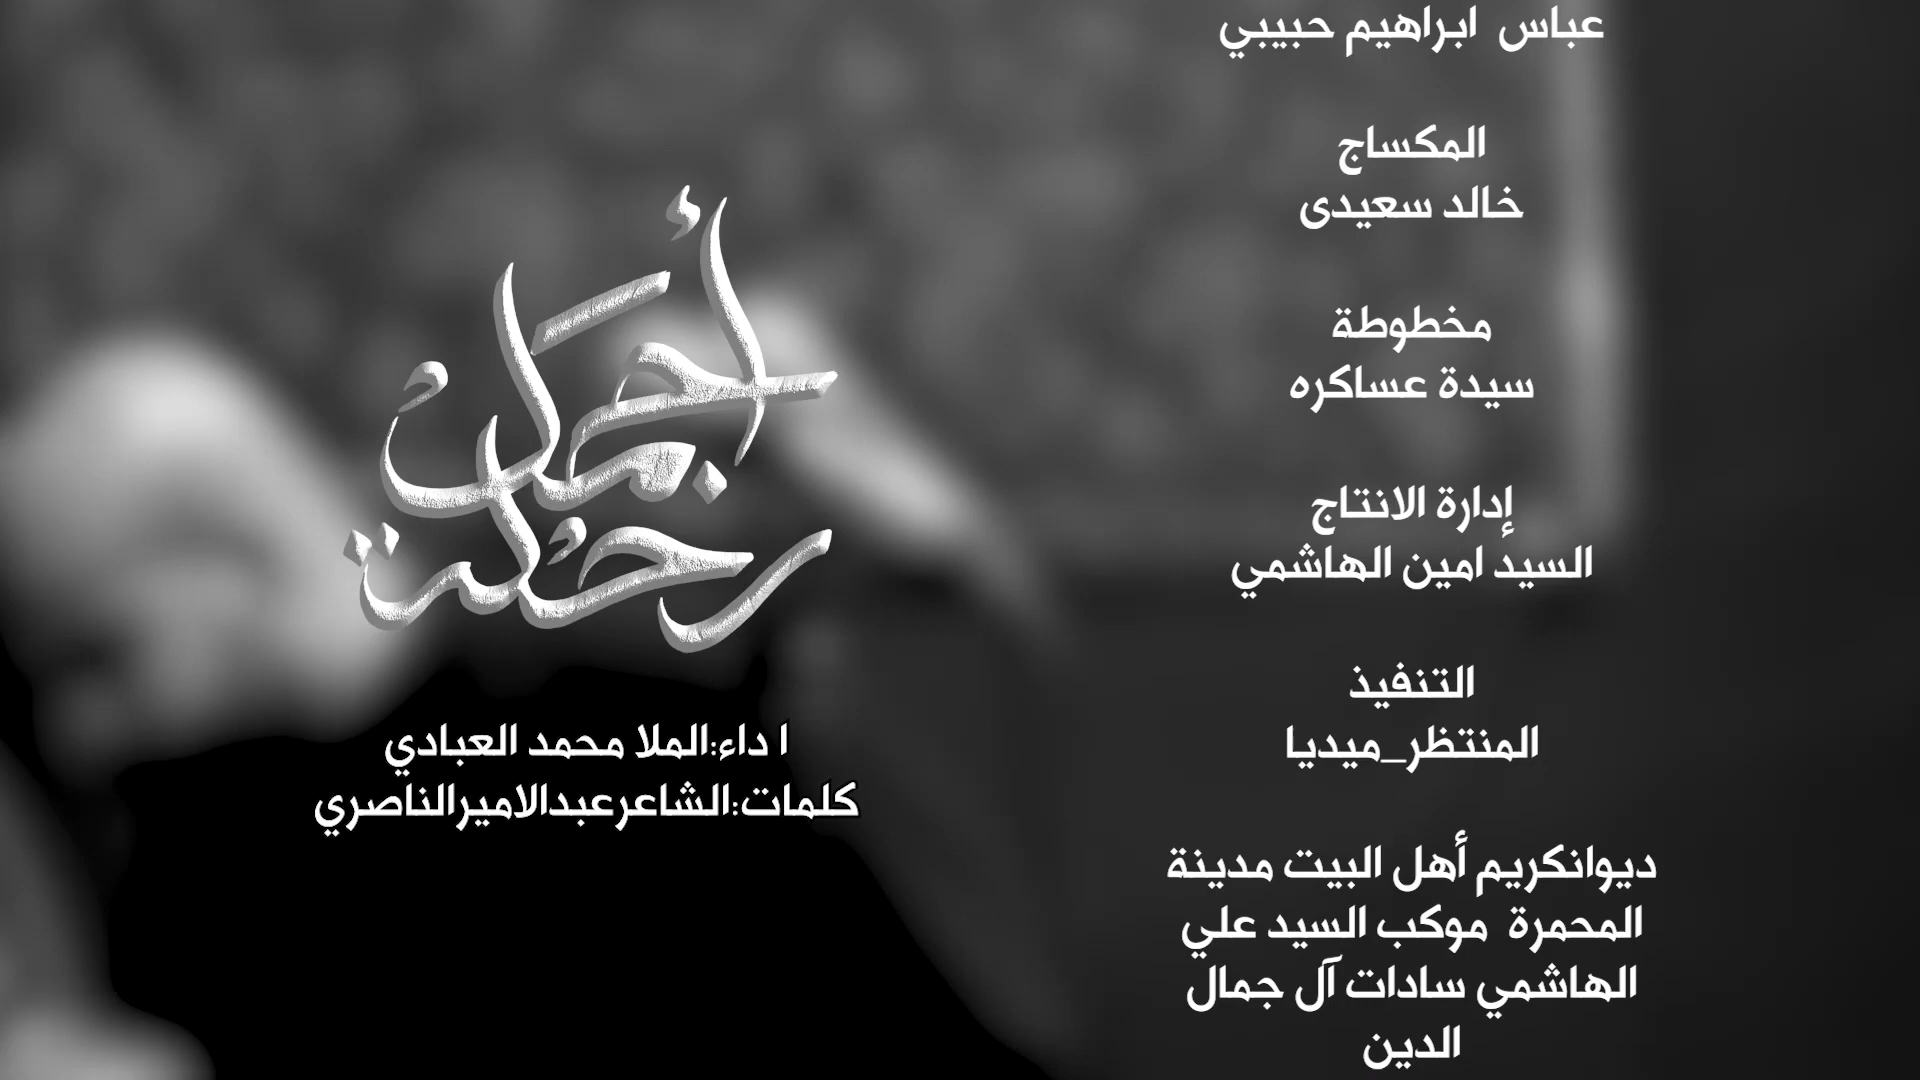 أجمل
رحلة
ا داء:الملا محمد العبادي
كلمات:الشاعرعبدالاميرالناصري
عباس ابراهيم حبيبي
المكساج
خالد سعيدى
مخطوطة
سيدة عساكره
إدارة الانتاج
السيد امين الهاشمي
التنفيذ
المنتظر_ميديا
ديوانكريم أهل البيت مدينة
المحمرة موكب السيد علي
الهاشمي سادات آل جمال
الدين